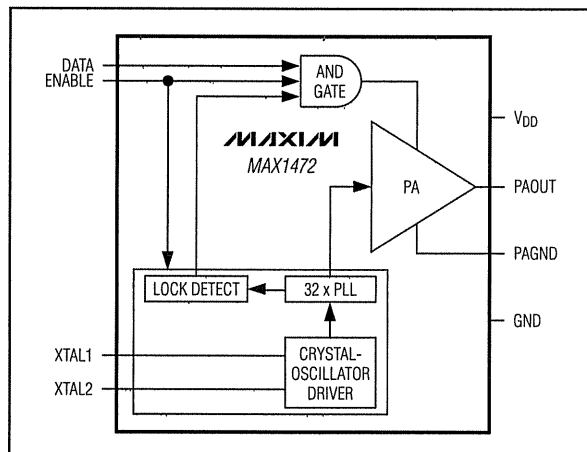 DATA
ENABLE
AND
GATE
MAXIM
MAX1472
VDD
PA
PAOUT
PAGND
LOCK DETECT
32 x PLL
GND
XTAL1
XTAL2
CRYSTAL-
OSCILLATOR
DRIVER